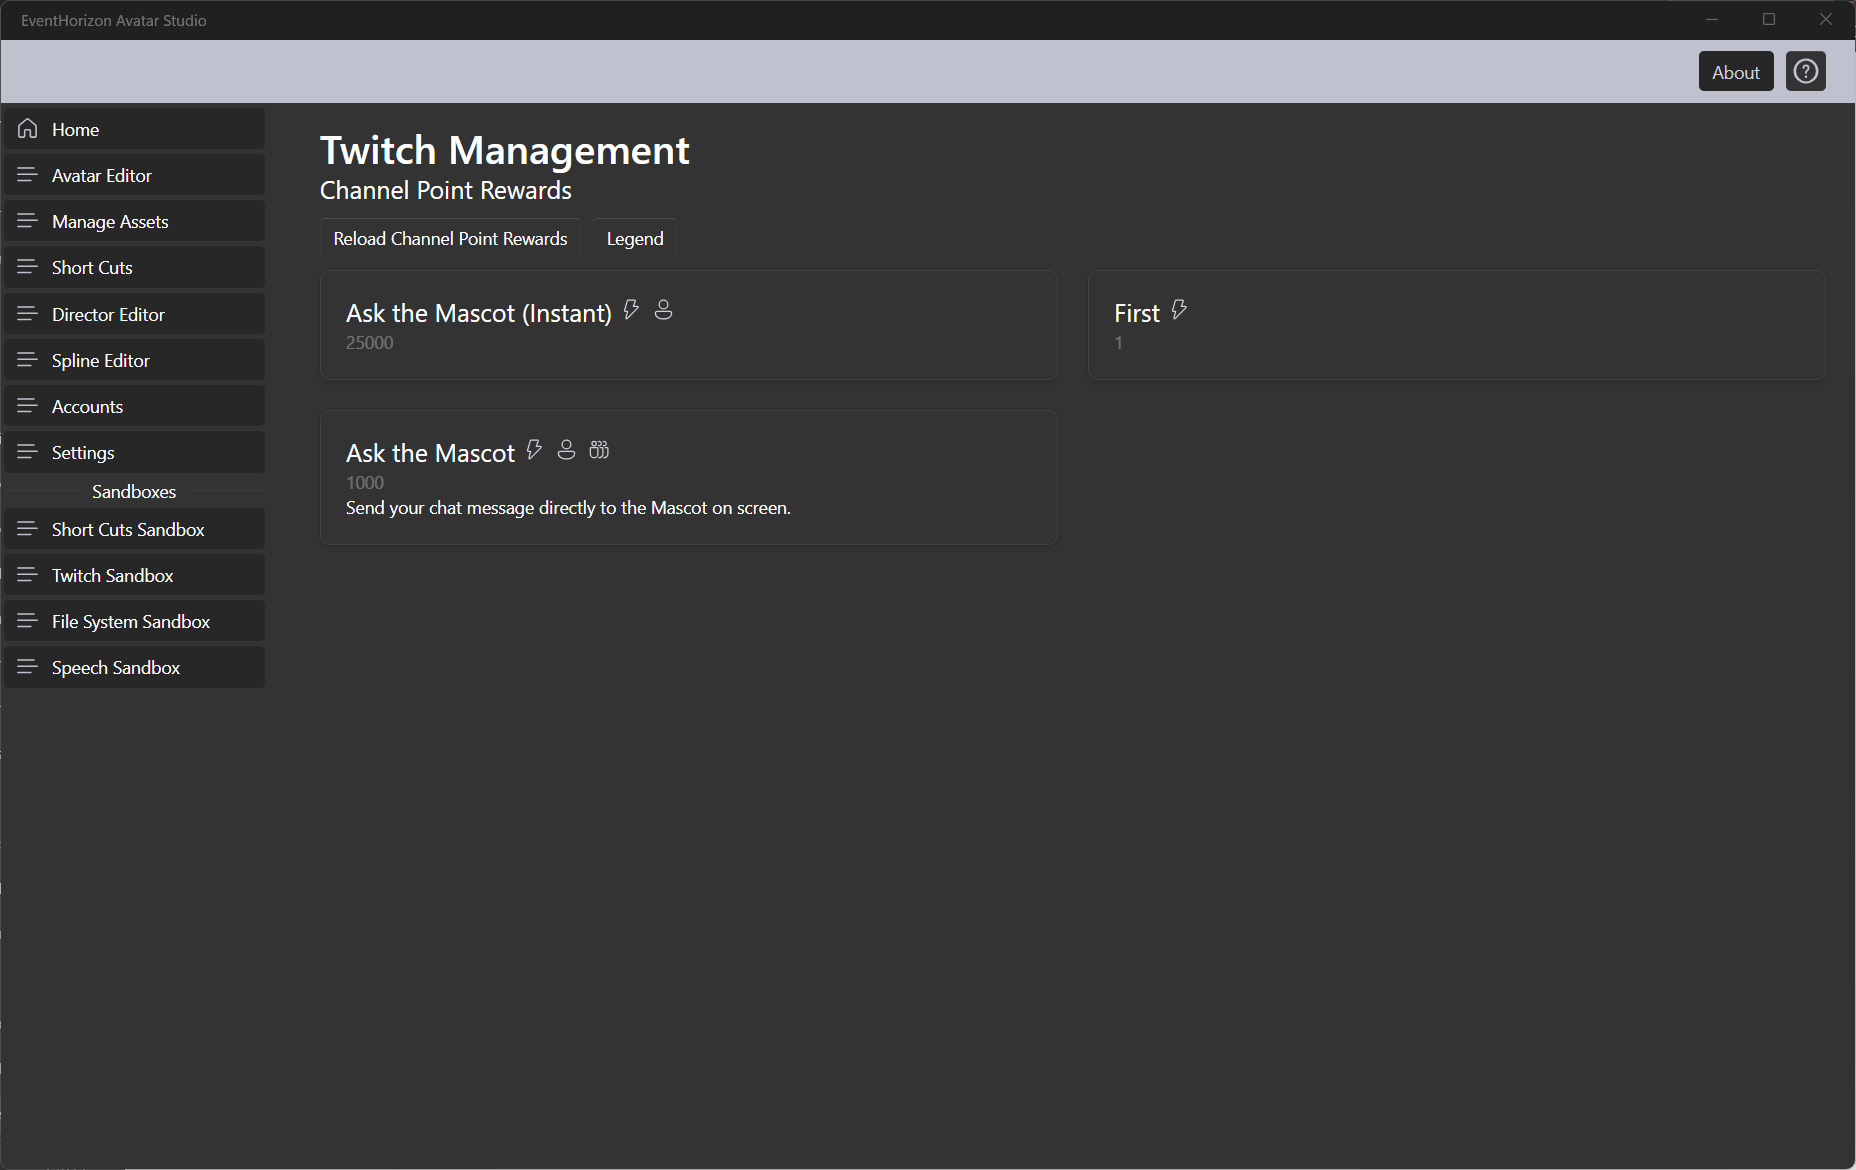 EventHorizon Avatar Studio
About
Home
Avatar Editor
Manage Assets
Short Cuts
Director Editor
Spline Editor
Accounts
Settings
Sandboxes
Short Cuts Sandbox
Twitch Sandbox
File System Sandbox
Speech Sandbox
Twitch Management
Channel Point Rewards
Reload Channel Point Rewards
Legend
Ask the Mascot (Instant)
25000
First
1
Ask the Mascot
1000
Send your chat message directly to the Mascot on screen.